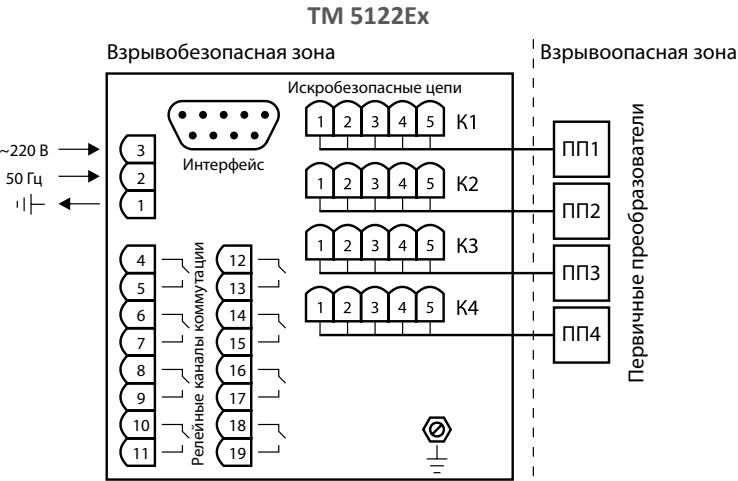 ТМ 5122Ex
Взрывобезопасная зона
Взрывоопасная зона
Искробезопасные цепи
1 2 3 4 5 К1
Интерфейс
~220 В
50 Гц
3
2
1
1 2 3 4 5 К2
1 2 3 4 5 К3
1 2 3 4 5 К4
ПП1
ПП2
ПП3
ПП4
Первичные преобразователи
4
5
6
7
8
9
10
11
Релейные каналы коммутации
12
13
14
15
16
17
18
19